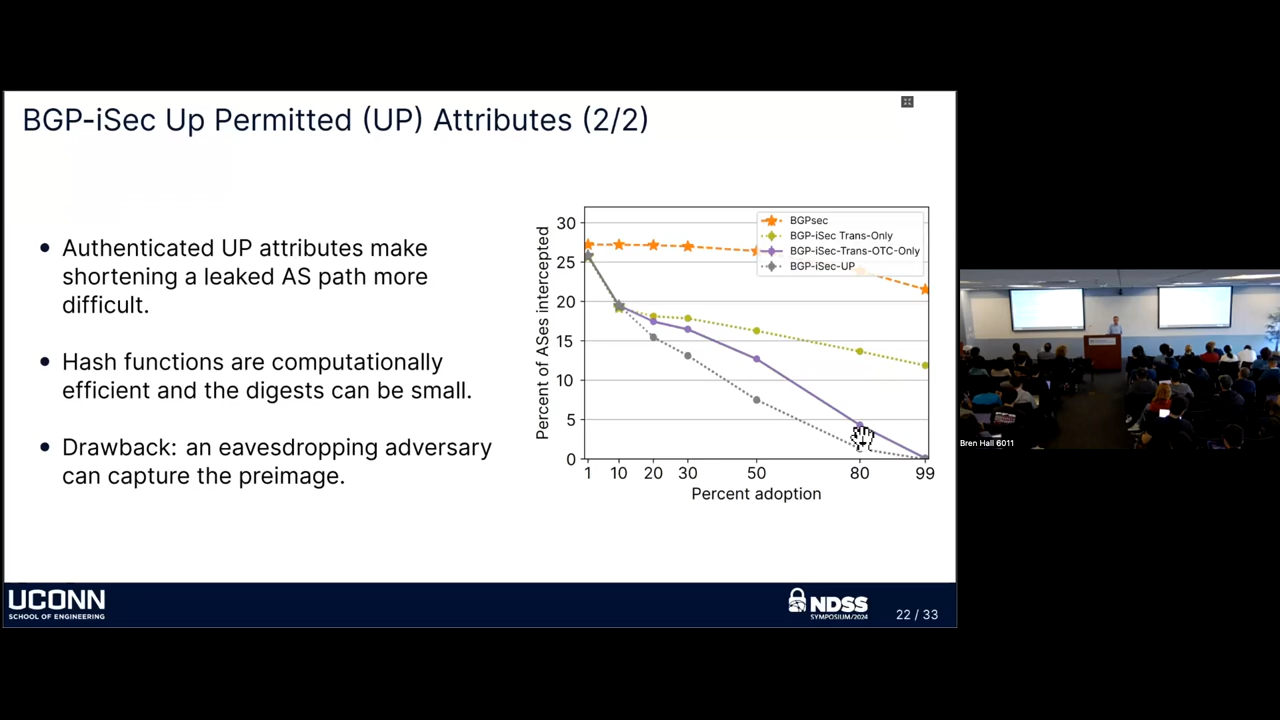 BGP-iSec Up Permitted (UP) Attributes (2/2)
• Authenticated UP attributes make
shortening a leaked AS path more
difficult.
• Hash functions are computationally
efficient and the digests can be small.
• Drawback: an eavesdropping adversary
can capture the preimage.
Percent of ASes intercepted
30
25
20
15
10
5
0
BGPsec
BGP-iSec Trans-Only
BGP-iSec-Trans-OTC-Only
BGP-iSec-UP
1 10 20 30 50 80 99
Percent adoption
UCONN
SCHOOL OF ENGINEERING
NDSS
SYMPOSIUM/2024
22 / 33
Bren Hall 6011